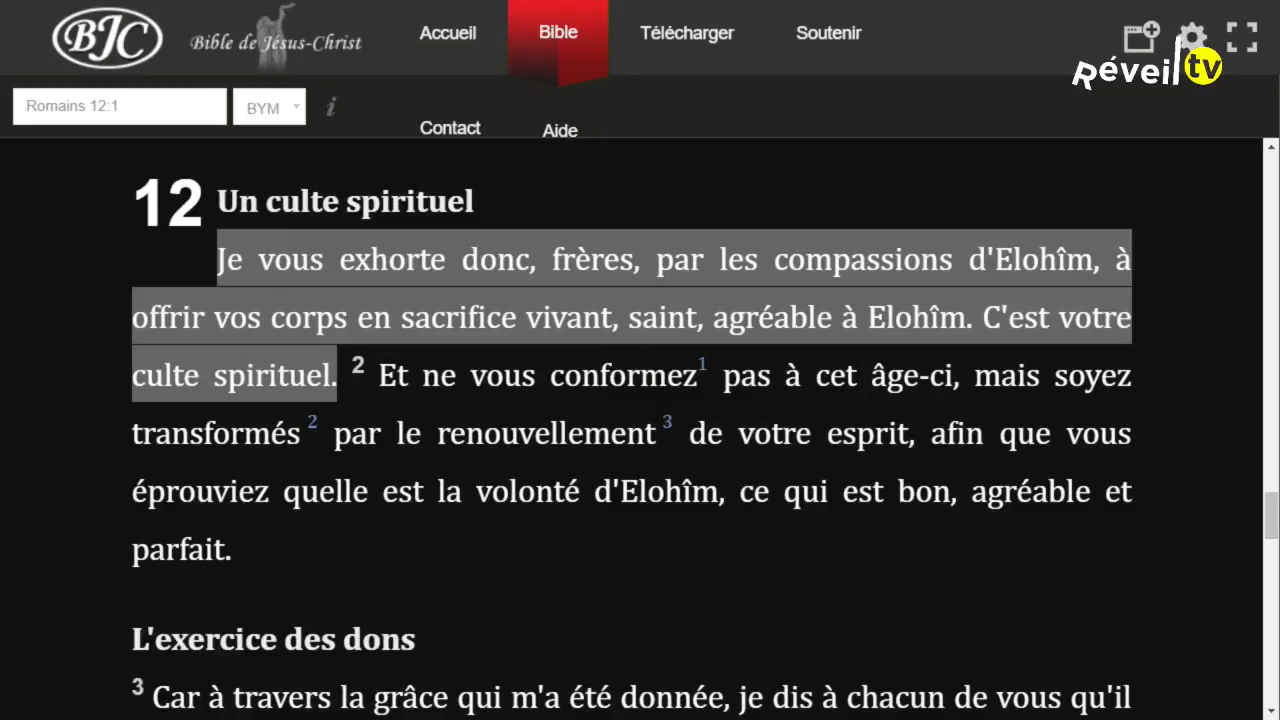 BJC
Bible de Jésus-Christ
Accueil
Bible
Télécharger
Soutenir
Réveil tv
Romains 12:1
BYM
i
Contact
Aide
12 Un culte spirituel
Je vous exhorte donc, frères, par les compassions d'Elohîm, à
offrir vos corps en sacrifice vivant, saint, agréable à Elohîm. C'est votre
culte spirituel. 2 Et ne vous conformez1 pas à cet âge-ci, mais soyez
transformés 2 par le renouvellement 3 de votre esprit, afin que vous
éprouviez quelle est la volonté d'Elohîm, ce qui est bon, agréable et
parfait.
L'exercice des dons
3 Car à travers la grâce qui m'a été donnée, je dis à chacun de vous qu'il